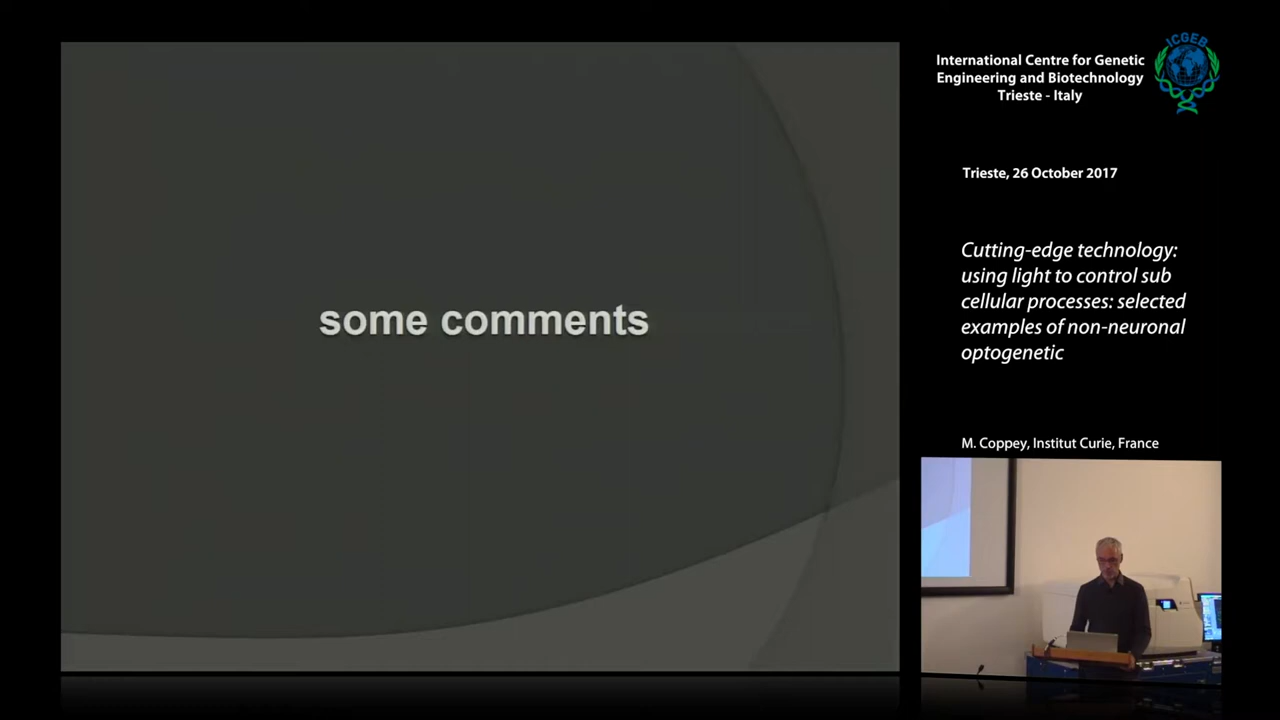 some comments
International Centre for Genetic
Engineering and Biotechnology
Trieste - Italy
ICGEB
Trieste, 26 October 2017
Cutting-edge technology:
using light to control sub
cellular processes: selected
examples of non-neuronal
optogenetic
M. Coppey, Institut Curie, France